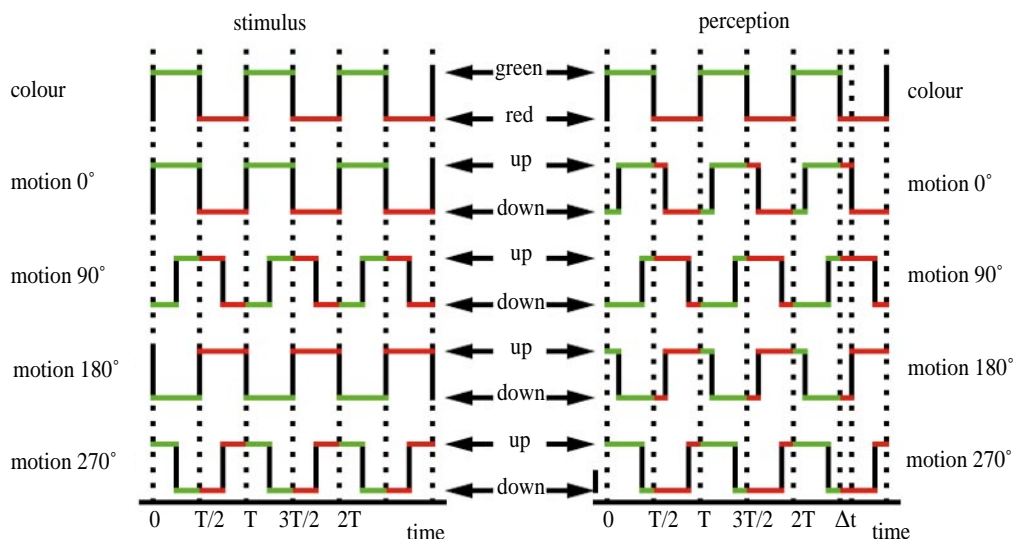 stimulus perception
colour green colour
red
motion 0˚ up motion 0˚
down
motion 90˚ up motion 90˚
down
motion 180˚ up motion 180˚
down
motion 270˚ up motion 270˚
down
0 T/2 T 3T/2 2T time 0 T/2 T 3T/2 2T Δt time